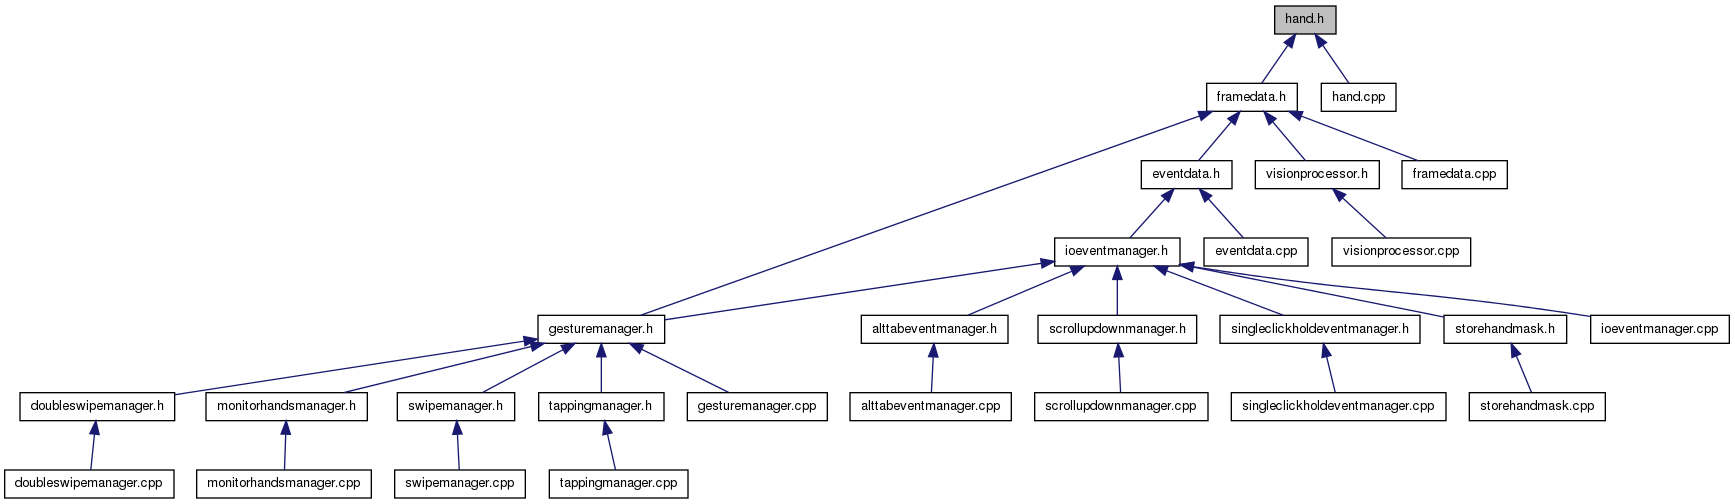 hand.h
framedata.h
hand.cpp
eventdata.h
visionprocessor.h
framedata.cpp
ioeventmanager.h
eventdata.cpp
visionprocessor.cpp
gesturemanager.h
alttabeventmanager.h
scrollupdownmanager.h
singleclickholdeventmanager.h
storehandmask.h
ioeventmanager.cpp
doubleswipemanager.h
monitorhandsmanager.h
swipemanager.h
tappingmanager.h
gesturemanager.cpp
alttabeventmanager.cpp
scrollupdownmanager.cpp
singleclickholdeventmanager.cpp
storehandmask.cpp
doubleswipemanager.cpp
monitorhandsmanager.cpp
swipemanager.cpp
tappingmanager.cpp